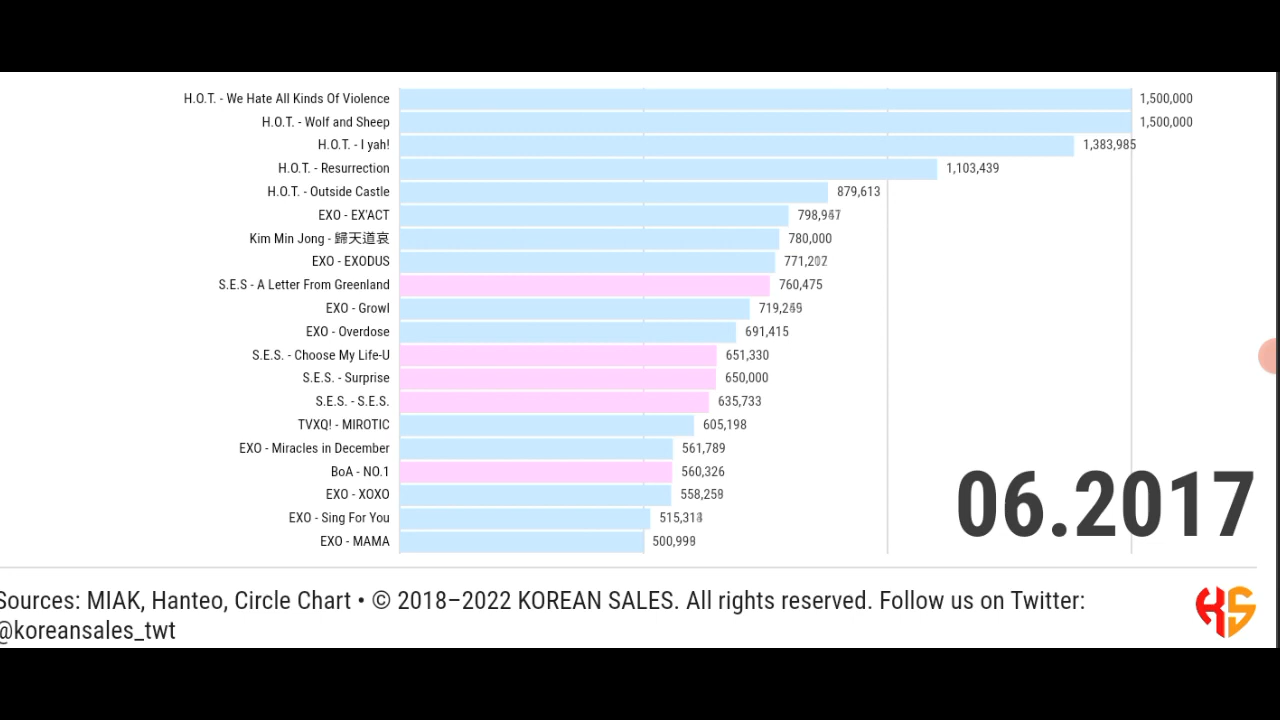 H.O.T. - We Hate All Kinds Of Violence 1,500,000
H.O.T. - Wolf and Sheep 1,500,000
H.O.T. - I yah! 1,383,985
H.O.T. - Resurrection 1,103,439
H.O.T. - Outside Castle 879,613
EXO - EX'ACT
Kim Min Jong - 歸天道哀 780,000
EXO - EXODUS
S.E.S - A Letter From Greenland 760,475
EXO - Growl
EXO - Overdose 691,415
S.E.S. - Choose My Life-U 651,330
S.E.S. - Surprise 650,000
S.E.S. - S.E.S. 635,733
TVXQ! - MIROTIC 605,198
EXO - Miracles in December 561,789
BoA - NO.1 560,326
EXO - XOXO 558,259
EXO - Sing For You
EXO - MAMA
06.2017
Sources: MIAK, Hanteo, Circle Chart • © 2018–2022 KOREAN SALES. All rights reserved. Follow us on Twitter:
@koreansales_twt
KS